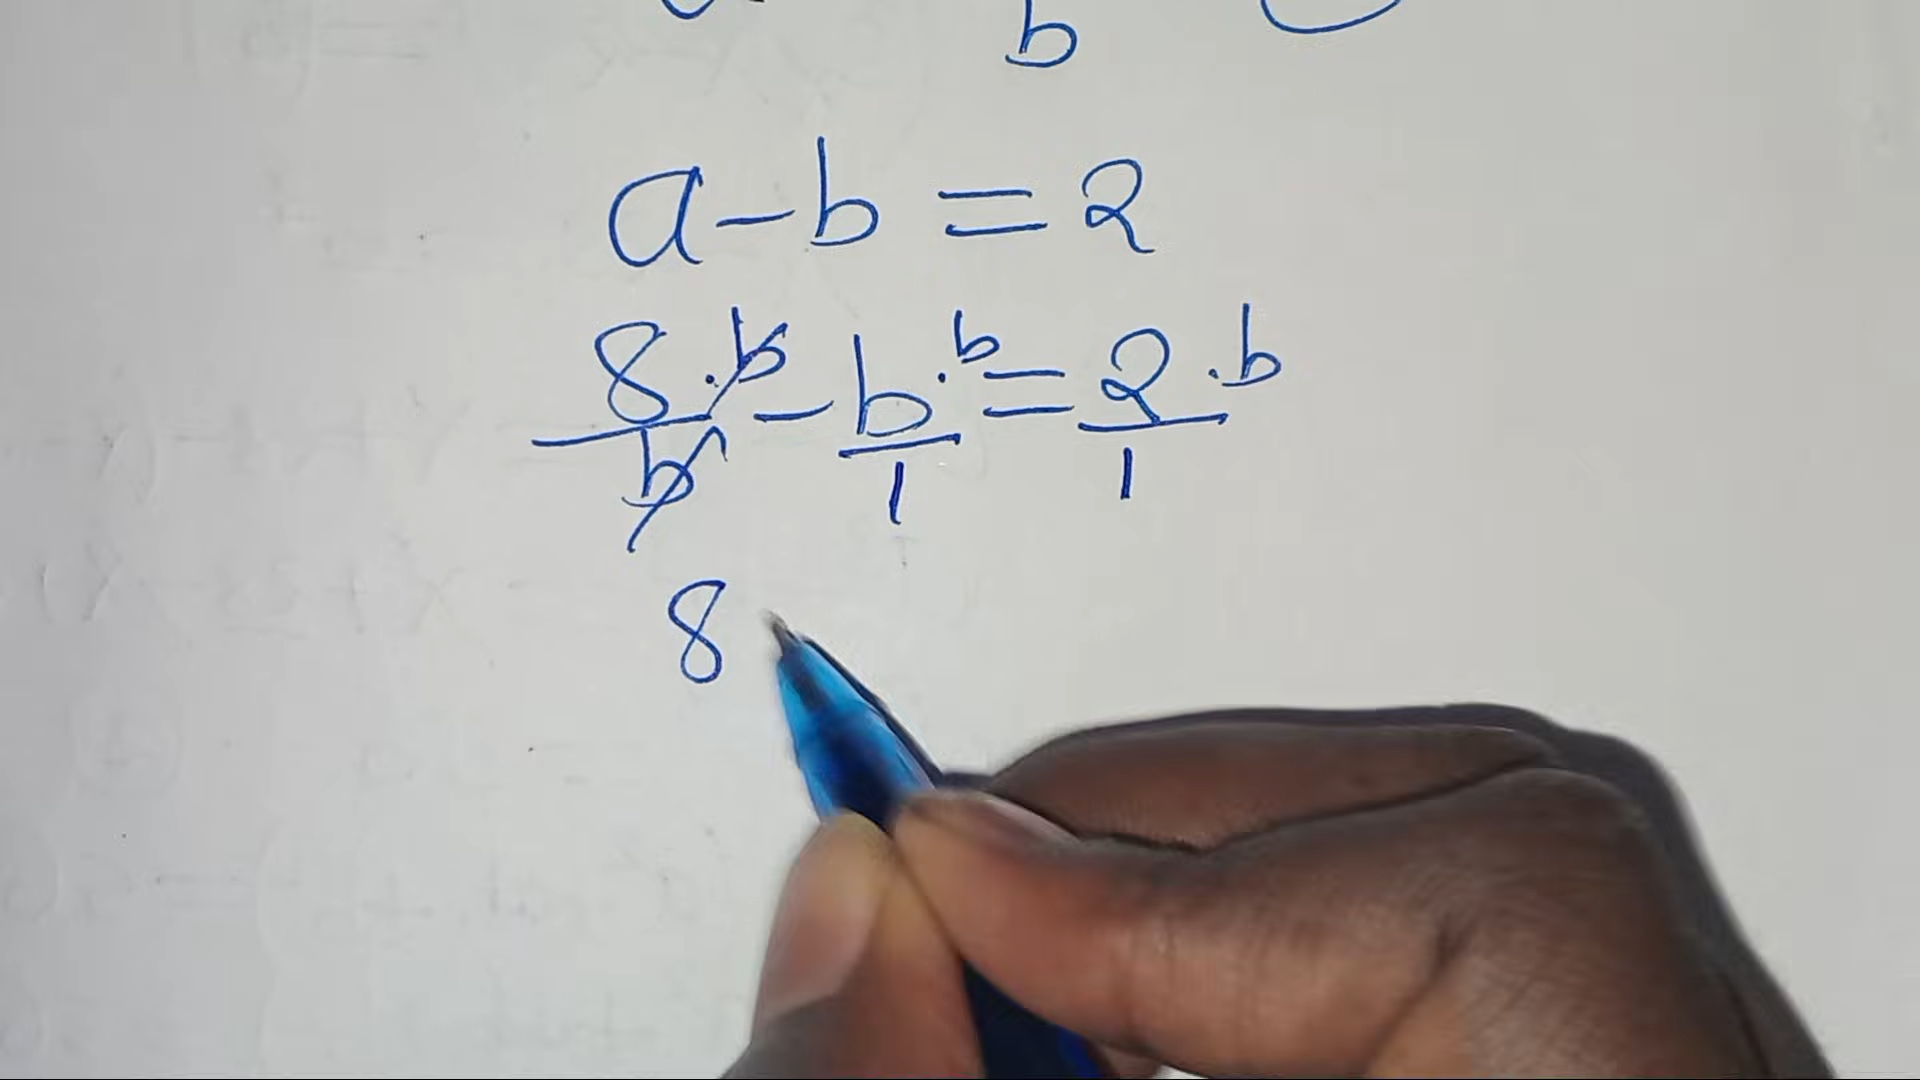 b
a - b = 2
8 · b / b - b · b / 1 = 2 · b / 1
8